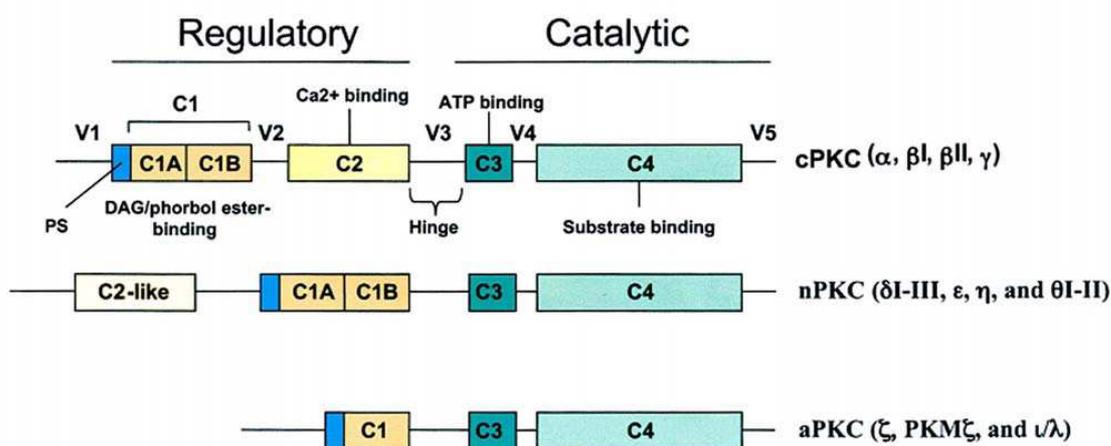 Regulatory
Catalytic
Ca2+ binding
ATP binding
C1
V1
V2
V3
V4
V5
C1A
C1B
C2
C3
C4
cPKC (α, βI, βII, γ)
PS
DAG/phorbol ester-
binding
Hinge
Substrate binding
C2-like
C1A
C1B
C3
C4
nPKC (δI-III, ε, η, and θI-II)
C1
C3
C4
aPKC (ζ, PKMζ, and ι/λ)